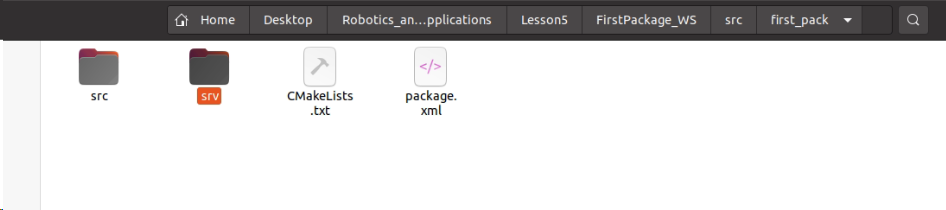 Home Desktop Robotics_an...pplications Lesson5 FirstPackage_WS src first_pack
src srv CMakeLists package.
.txt xml